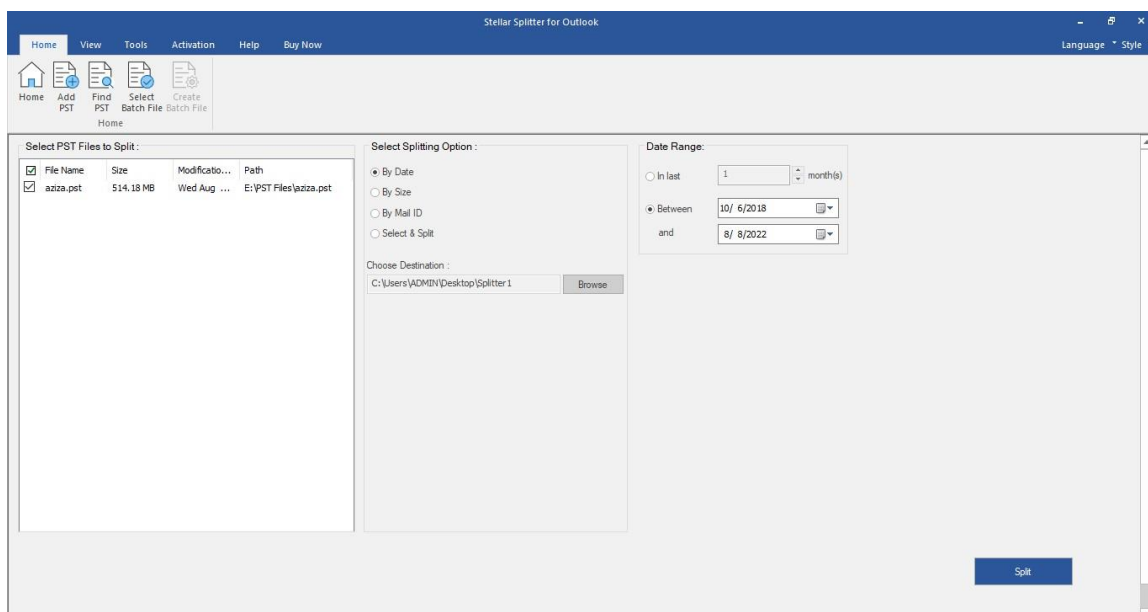 Stellar Splitter for Outlook
Home View Tools Activation Help Buy Now Language Style
Home Add PST Find PST Select Batch File Create Batch File
Home
Select PST Files to Split :
File Name Size Modificatio... Path
aziza.pst 514.18 MB Wed Aug ... E:\PST Files\aziza.pst
Select Splitting Option :
By Date
By Size
By Mail ID
Select & Split
Choose Destination :
C:\Users\ADMIN\Desktop\Splitter1 Browse
Date Range:
In last 1 month(s)
Between 10/ 6/2018
and 8/ 8/2022
Split